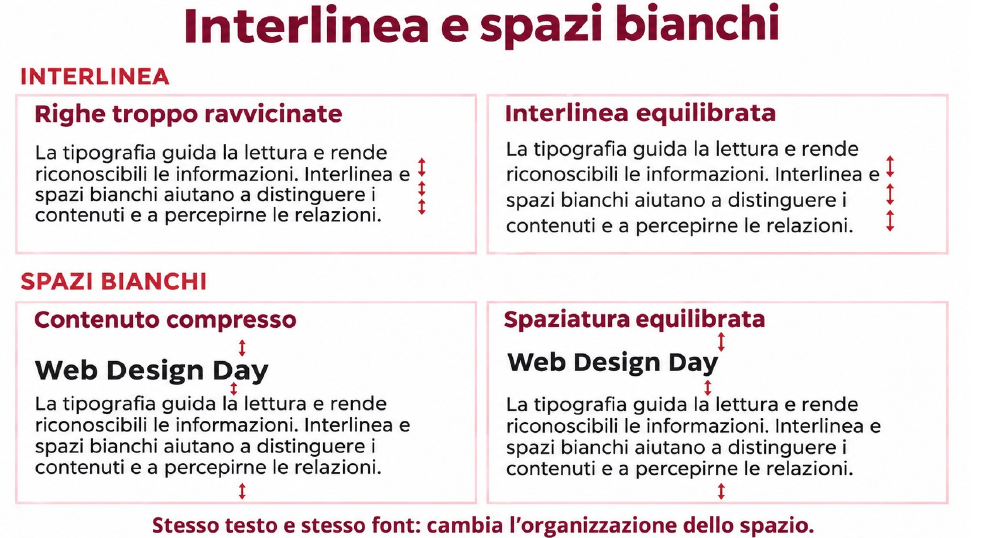 Interlinea e spazi bianchi
INTERLINEA
Righe troppo ravvicinate
La tipografia guida la lettura e rende
riconoscibili le informazioni. Interlinea e
spazi bianchi aiutano a distinguere i
contenuti e a percepirne le relazioni.
Interlinea equilibrata
La tipografia guida la lettura e rende
riconoscibili le informazioni. Interlinea e
spazi bianchi aiutano a distinguere i
contenuti e a percepirne le relazioni.
SPAZI BIANCHI
Contenuto compresso
Web Design Day
La tipografia guida la lettura e rende
riconoscibili le informazioni. Interlinea e
spazi bianchi aiutano a distinguere i
contenuti e a percepirne le relazioni.
Spaziatura equilibrata
Web Design Day
La tipografia guida la lettura e rende
riconoscibili le informazioni. Interlinea e
spazi bianchi aiutano a distinguere i
contenuti e a percepirne le relazioni.
Stesso testo e stesso font: cambia l'organizzazione dello spazio.